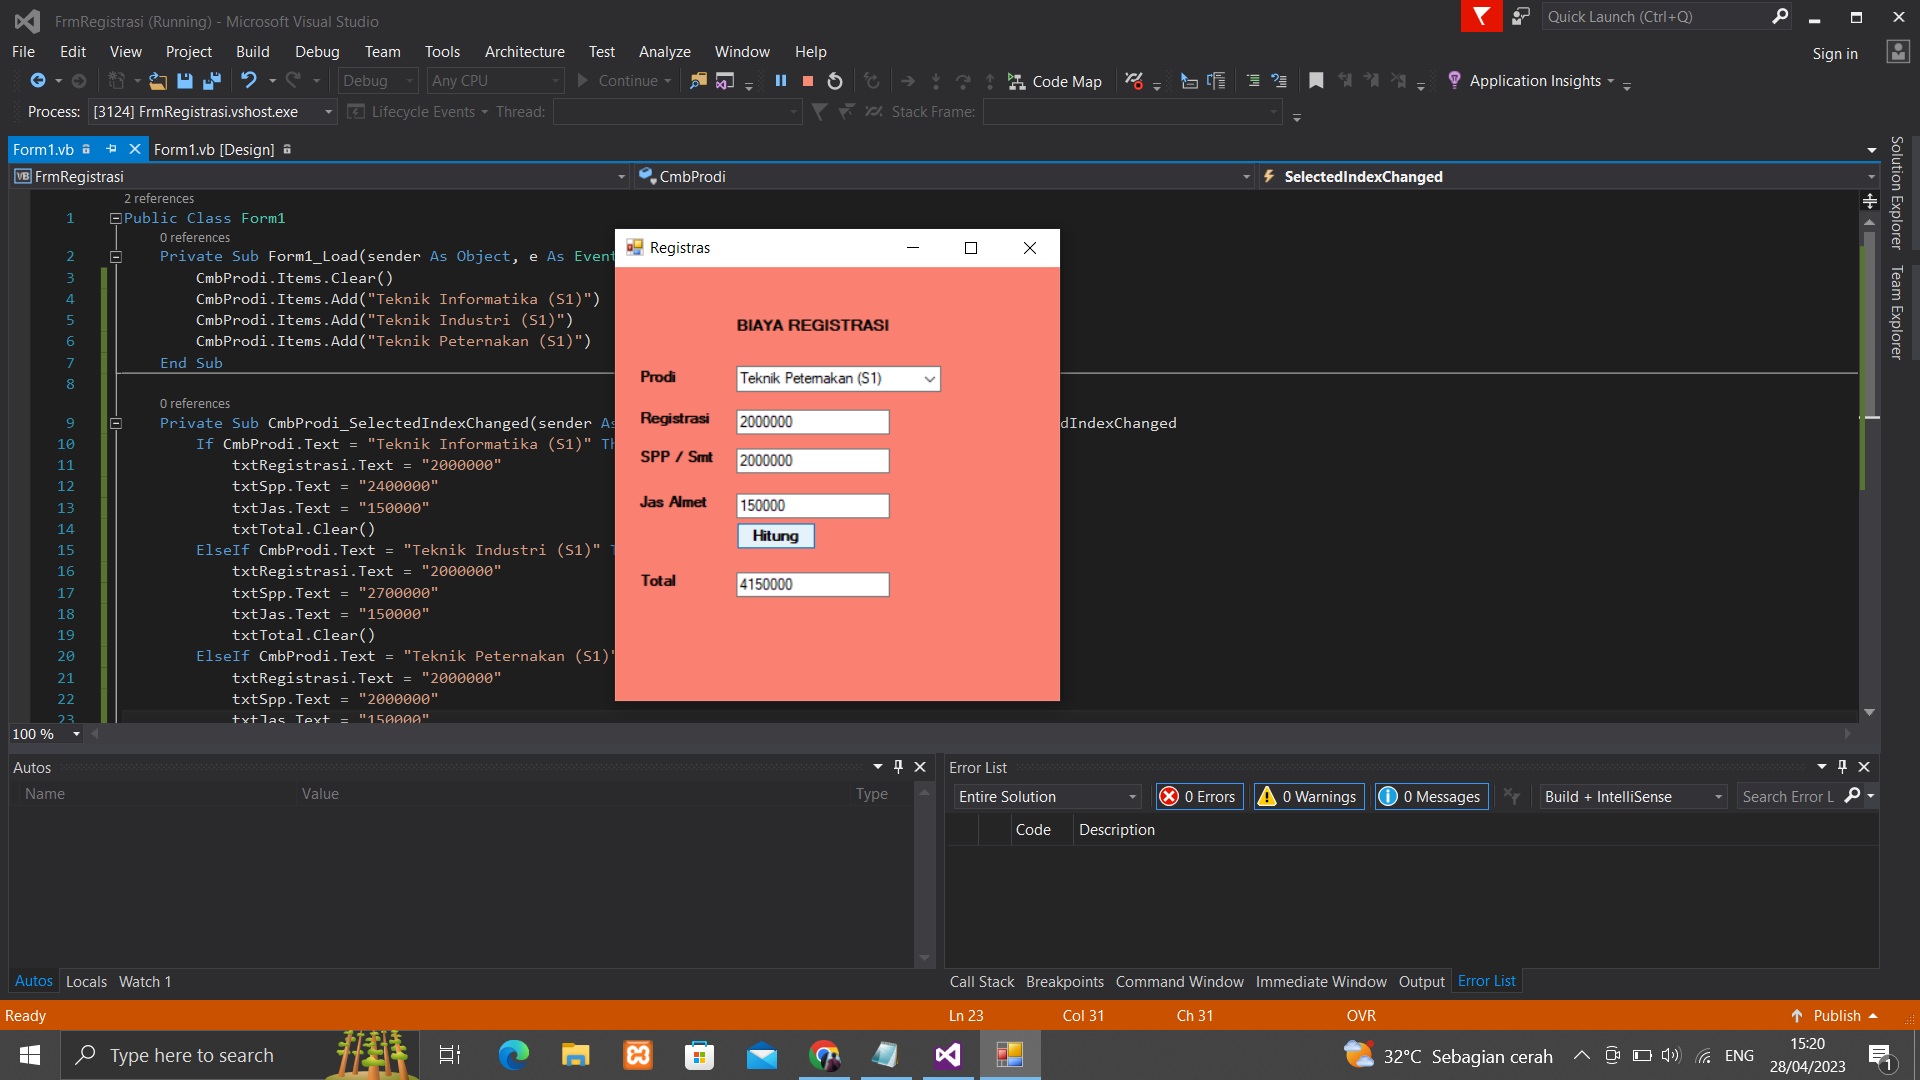 FrmRegistrasi (Running) - Microsoft Visual Studio
Quick Launch (Ctrl+Q)
File Edit View Project Build Debug Team Tools Architecture Test Analyze Window Help
Sign in
Debug Any CPU Continue Code Map Application Insights
Process: [3124] FrmRegistrasi.vshost.exe Lifecycle Events Thread: Stack Frame:
Form1.vb Form1.vb [Design]
VB FrmRegistrasi CmbProdi SelectedIndexChanged
Solution Explorer
Team Explorer
2 references
1 Public Class Form1
0 references
2 Private Sub Form1_Load(sender As Object, e As Event
3 CmbProdi.Items.Clear()
4 CmbProdi.Items.Add("Teknik Informatika (S1)")
5 CmbProdi.Items.Add("Teknik Industri (S1)")
6 CmbProdi.Items.Add("Teknik Peternakan (S1)")
7 End Sub
8
0 references
9 Private Sub CmbProdi_SelectedIndexChanged(sender As dIndexChanged
10 If CmbProdi.Text = "Teknik Informatika (S1)" Th
11 txtRegistrasi.Text = "2000000"
12 txtSpp.Text = "2400000"
13 txtJas.Text = "150000"
14 txtTotal.Clear()
15 ElseIf CmbProdi.Text = "Teknik Industri (S1)" T
16 txtRegistrasi.Text = "2000000"
17 txtSpp.Text = "2700000"
18 txtJas.Text = "150000"
19 txtTotal.Clear()
20 ElseIf CmbProdi.Text = "Teknik Peternakan (S1)"
21 txtRegistrasi.Text = "2000000"
22 txtSpp.Text = "2000000"
23 txtJas.Text = "150000"
Registras
BIAYA REGISTRASI
Prodi Teknik Peternakan (S1)
Registrasi 2000000
SPP / Smt 2000000
Jas Almet 150000
Hitung
Total 4150000
100 %
Autos
Name Value Type
Autos Locals Watch 1
Error List
Entire Solution 0 Errors 0 Warnings 0 Messages Build + IntelliSense Search Error L
Code Description
Call Stack Breakpoints Command Window Immediate Window Output Error List
Ready Ln 23 Col 31 Ch 31 OVR Publish
Type here to search
32°C Sebagian cerah ENG
15:20
28/04/2023
1